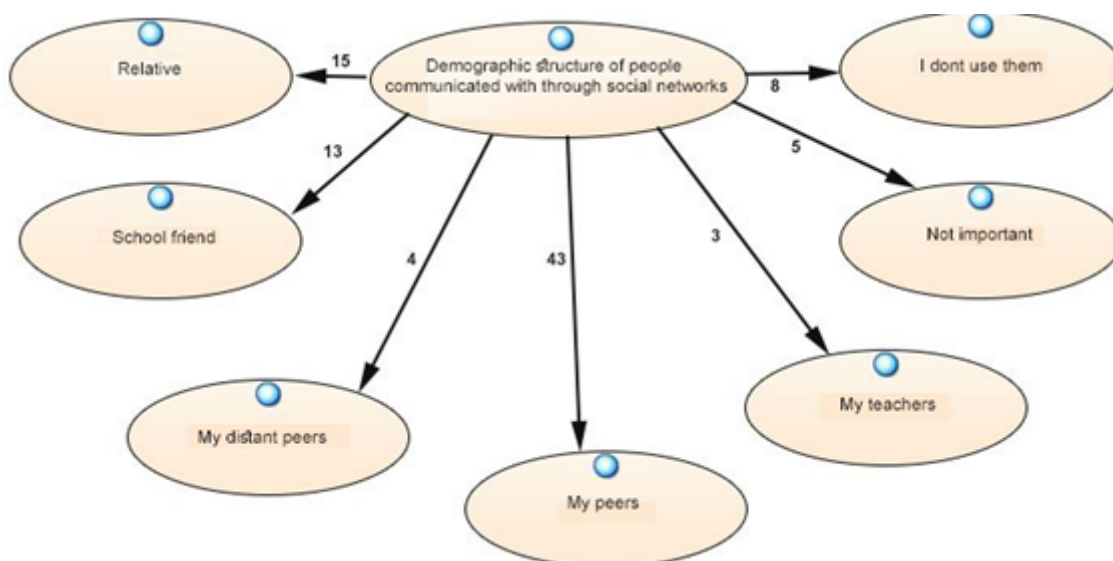 Demographic structure of people
communicated with through social networks
15
Relative
8
I dont use them
13
School friend
5
Not important
4
My distant peers
43
My peers
3
My teachers